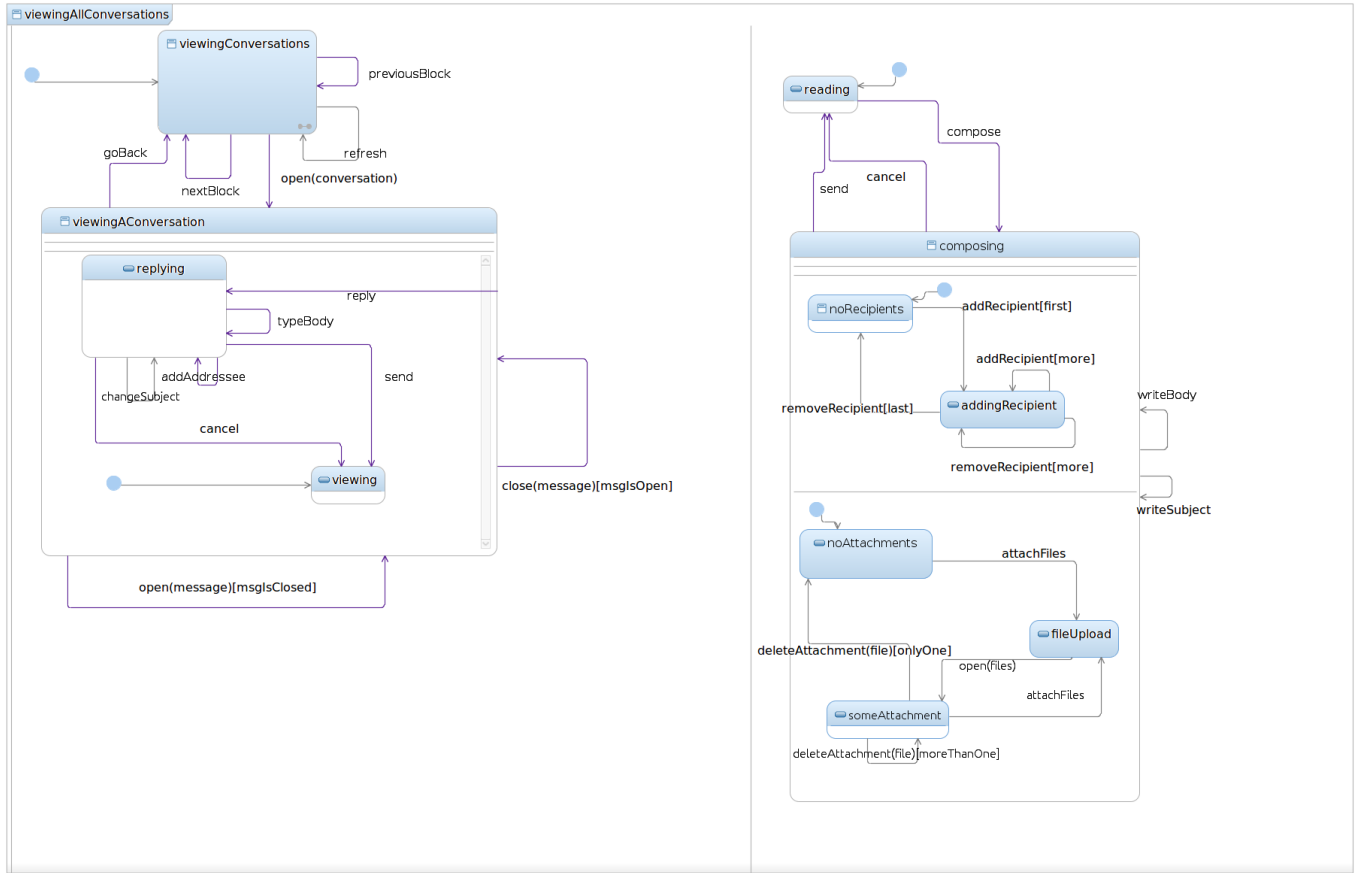 viewingAllConversations
viewingConversations
previousBlock
refresh
goBack
nextBlock
open(conversation)
viewingAConversation
replying
reply
typeBody
addAddressee
changeSubject
send
cancel
viewing
close(message)[msgIsOpen]
open(message)[msgIsClosed]
reading
compose
cancel
send
composing
noRecipients
addRecipient[first]
addRecipient[more]
removeRecipient[last]
addingRecipient
writeBody
removeRecipient[more]
writeSubject
noAttachments
attachFiles
fileUpload
deleteAttachment(file)[onlyOne]
open(files)
attachFiles
someAttachment
deleteAttachment(file)[moreThanOne]